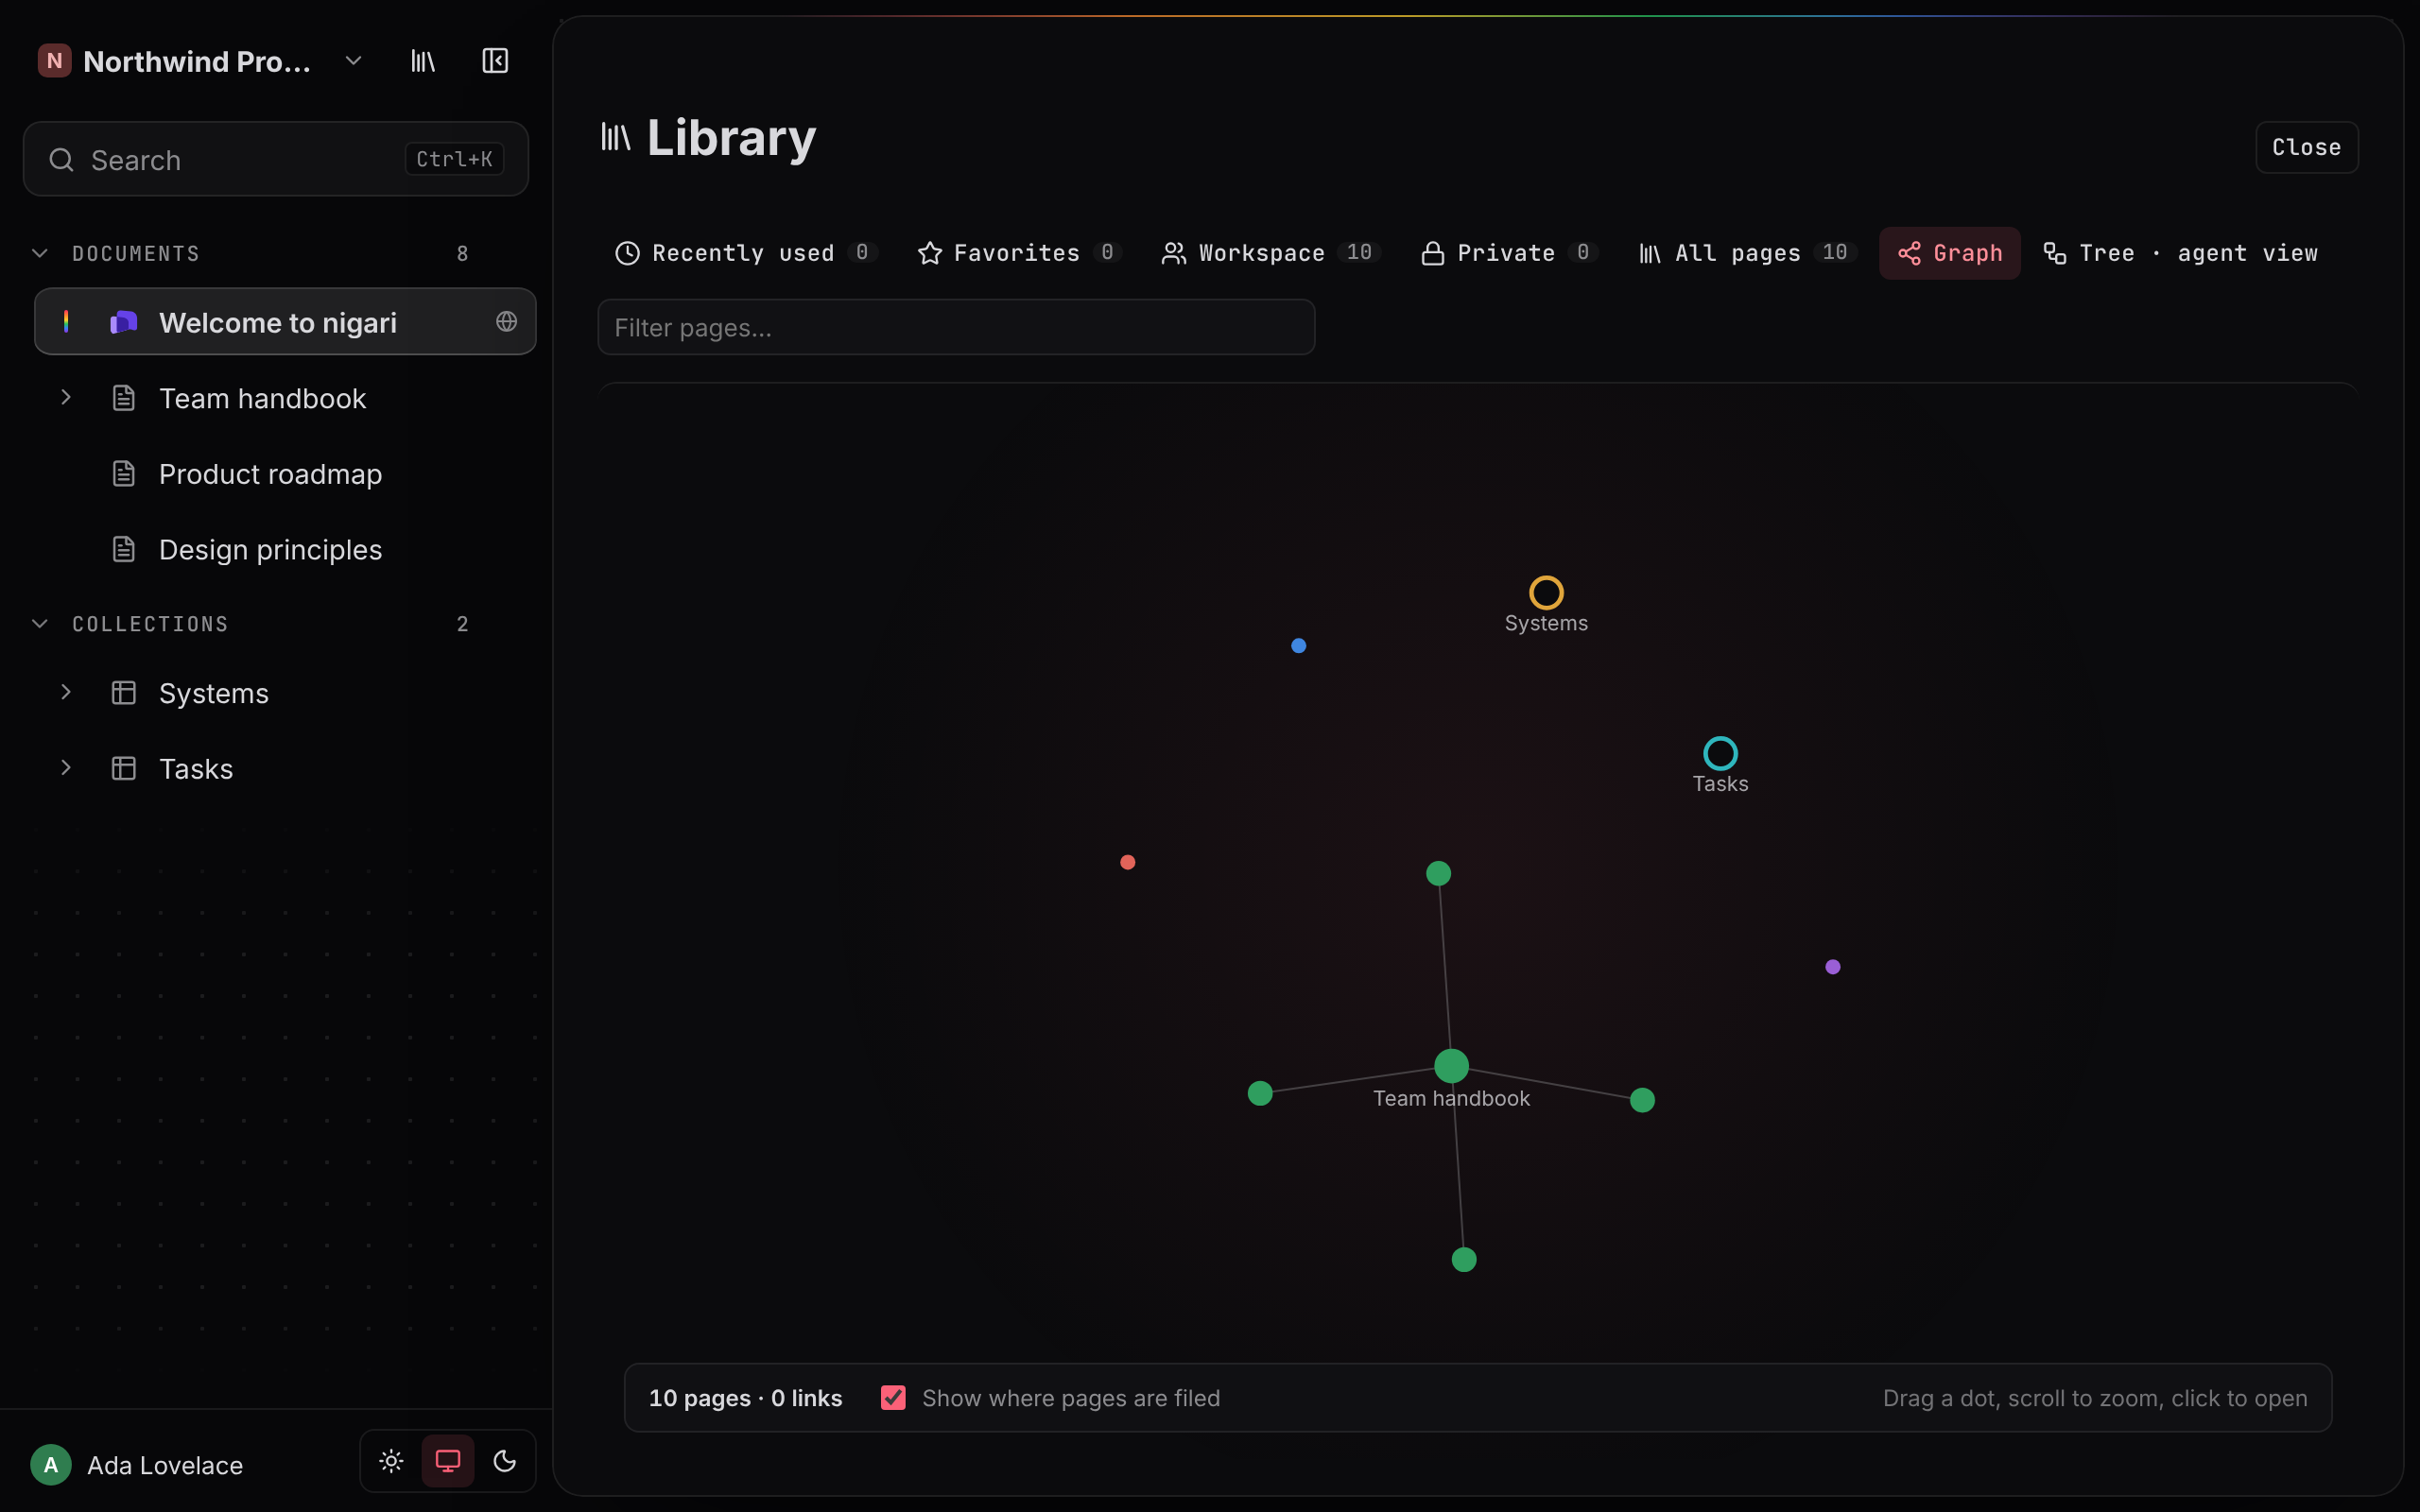 N Northwind Pro...
Search Ctrl+K
DOCUMENTS 8
Welcome to nigari
Team handbook
Product roadmap
Design principles
COLLECTIONS 2
Systems
Tasks
A Ada Lovelace
Library
Close
Recently used 0 Favorites 0 Workspace 10 Private 0 All pages 10 Graph Tree · agent view
Filter pages...
Systems
Tasks
Team handbook
10 pages · 0 links Show where pages are filed Drag a dot, scroll to zoom, click to open